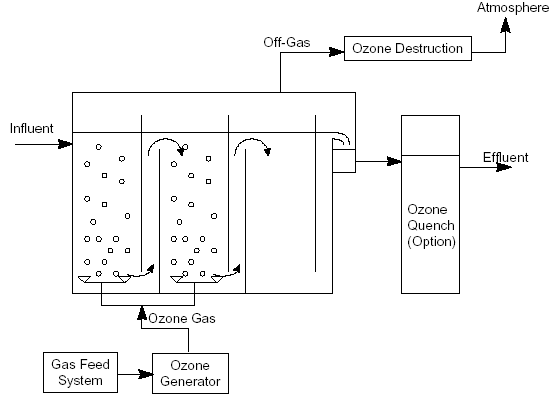 Atmosphere
Off-Gas
Ozone Destruction
Influent
Effluent
Ozone
Quench
(Option)
Ozone Gas
Gas Feed
System
Ozone
Generator